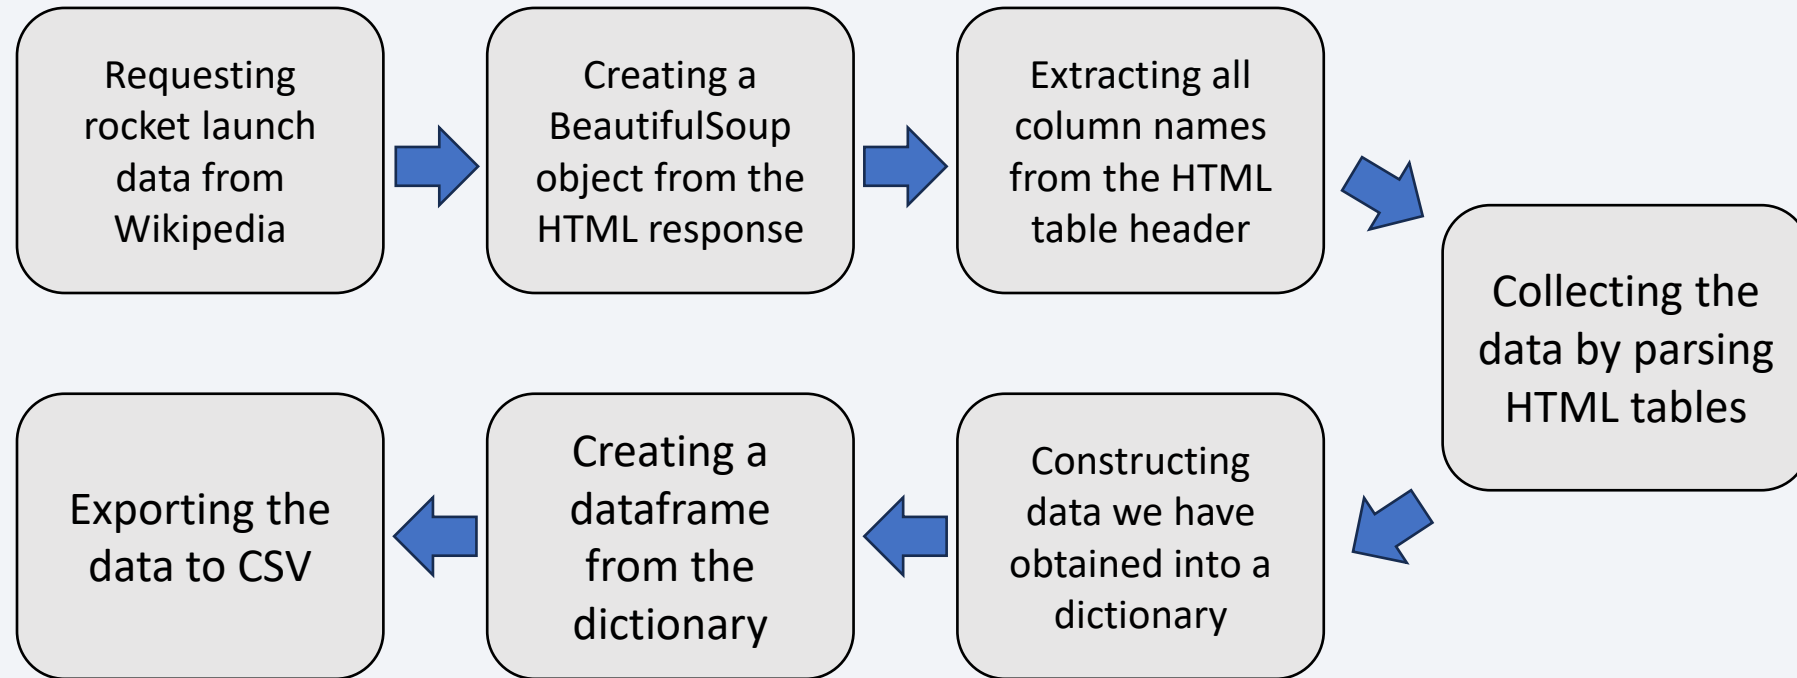 Requesting
rocket launch
data from
Wikipedia
Creating a
BeautifulSoup
object from the
HTML response
Extracting all
column names
from the HTML
table header
Collecting the
data by parsing
HTML tables
Constructing
data we have
obtained into a
dictionary
Creating a
dataframe
from the
dictionary
Exporting the
data to CSV